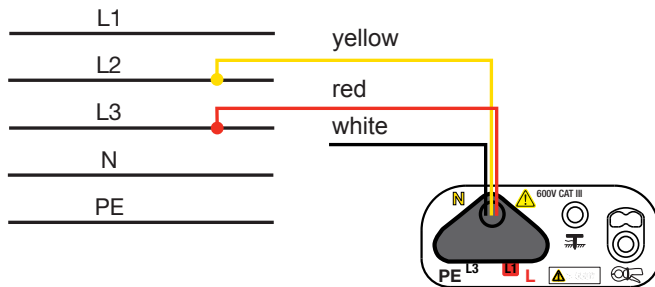 L1
yellow
L2
red
L3
white
N
PE
N 600V CAT III
PE L3 L1 L